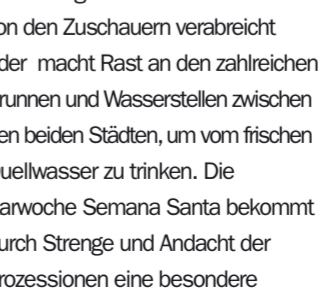 on den Zuschauern verabreicht
der macht Rast an den zahlreichen
runnen und Wasserstellen zwischen
en beiden Städten, um vom frischen
uellwasser zu trinken. Die
arwoche Semana Santa bekommt
urch Strenge und Andacht der
rozessionen eine besondere